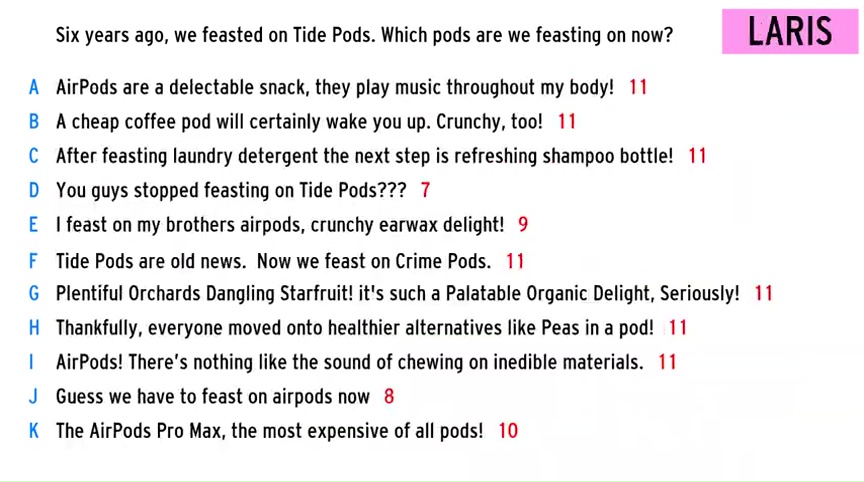 Six years ago, we feasted on Tide Pods. Which pods are we feasting on now?
LARIS
A AirPods are a delectable snack, they play music throughout my body! 11
B A cheap coffee pod will certainly wake you up. Crunchy, too! 11
C After feasting laundry detergent the next step is refreshing shampoo bottle! 11
D You guys stopped feasting on Tide Pods??? 7
E I feast on my brothers airpods, crunchy earwax delight! 9
F Tide Pods are old news. Now we feast on Crime Pods. 11
G Plentiful Orchards Dangling Starfruit! it's such a Palatable Organic Delight, Seriously! 11
H Thankfully, everyone moved onto healthier alternatives like Peas in a pod! 11
I AirPods! There's nothing like the sound of chewing on inedible materials. 11
J Guess we have to feast on airpods now 8
K The AirPods Pro Max, the most expensive of all pods! 10